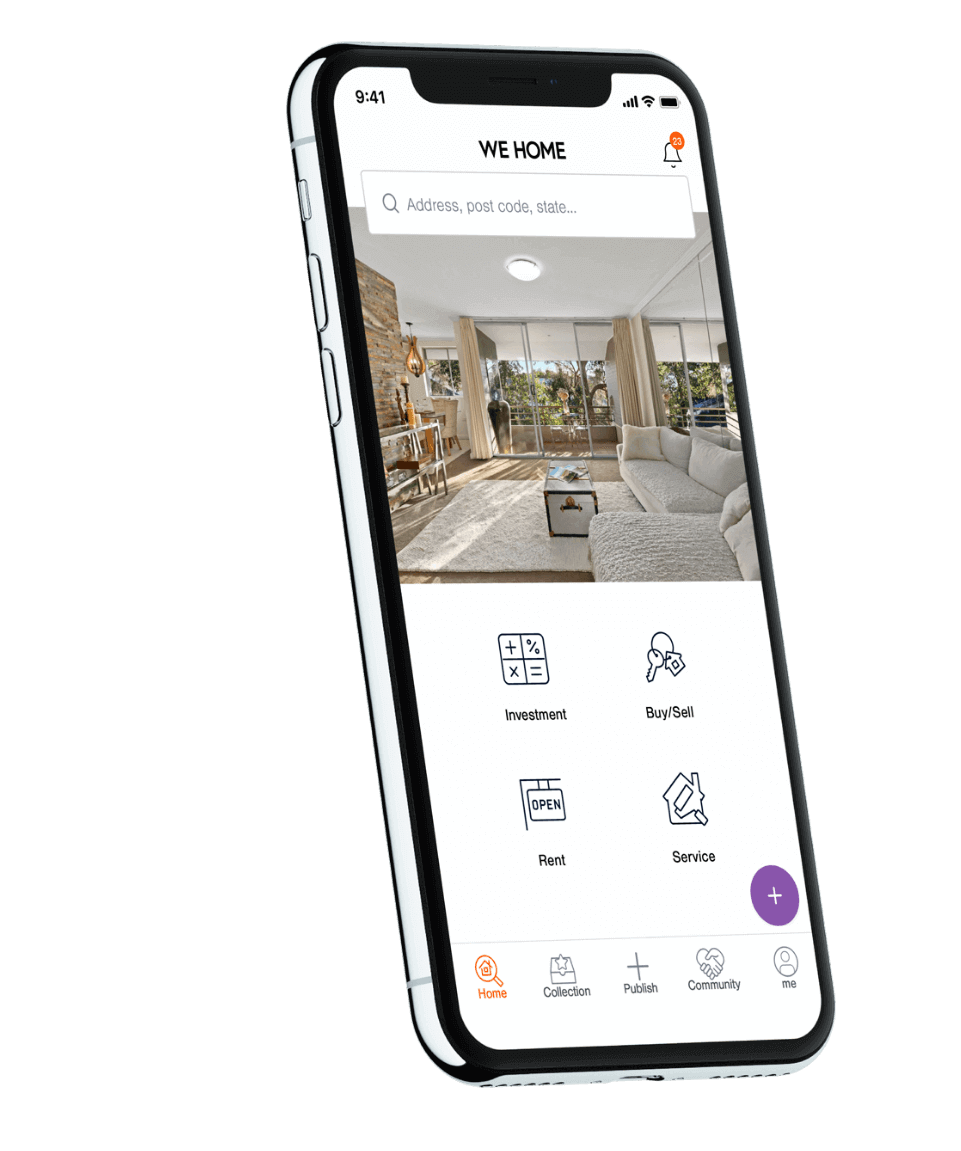 9:41
WE HOME
23
Address, post code, state...
Investment
Buy/Sell
OPEN
Rent
Service
Home
Collection
Publish
Community
me